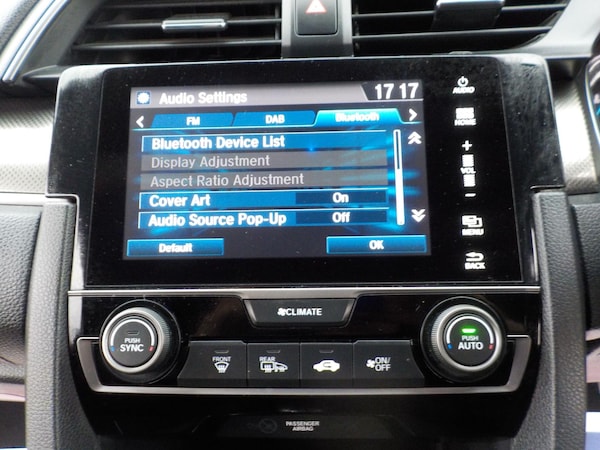 Audio Settings 17 17
FM DAB Bluetooth
Bluetooth Device List
Display Adjustment
Aspect Ratio Adjustment
Cover Art On
Audio Source Pop-Up Off
Default OK
AUDIO
HOME
+
VOL
−
MENU
BACK
CLIMATE
PUSH
SYNC
FRONT
REAR
ON/
OFF
PUSH
AUTO
PASSENGER
AIRBAG